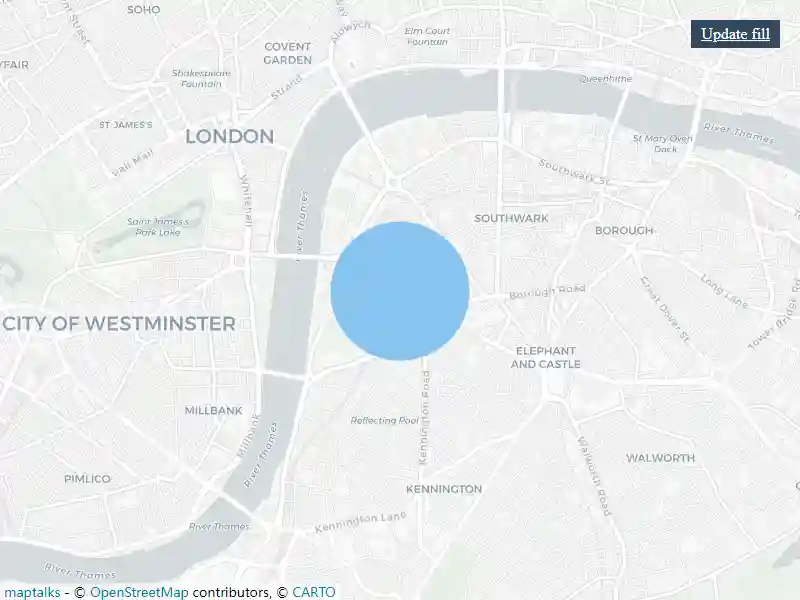 SOHO
Update fill
Aldwych
Elm Court
Fountain
COVENT
GARDEN
Shakespeare
Fountain
Strand
Queenhithe
ST JAMES'S
LONDON
River Thames
St Mary Overy
Dock
Pall Mall
Southwark St
Whitehall
River Thames
Saint James's
Park Lake
SOUTHWARK
BOROUGH
Borough Road
Long Lane
Great Dover St
Tower Bridge Rd
CITY OF WESTMINSTER
ELEPHANT
AND CASTLE
MILLBANK
Millbank
Reflecting Pool
Kennington Road
River Thames
WALWORTH
Walworth Road
PIMLICO
KENNINGTON
River Thames
Kennington Lane
River Thames
maptalks - © OpenStreetMap contributors, © CARTO